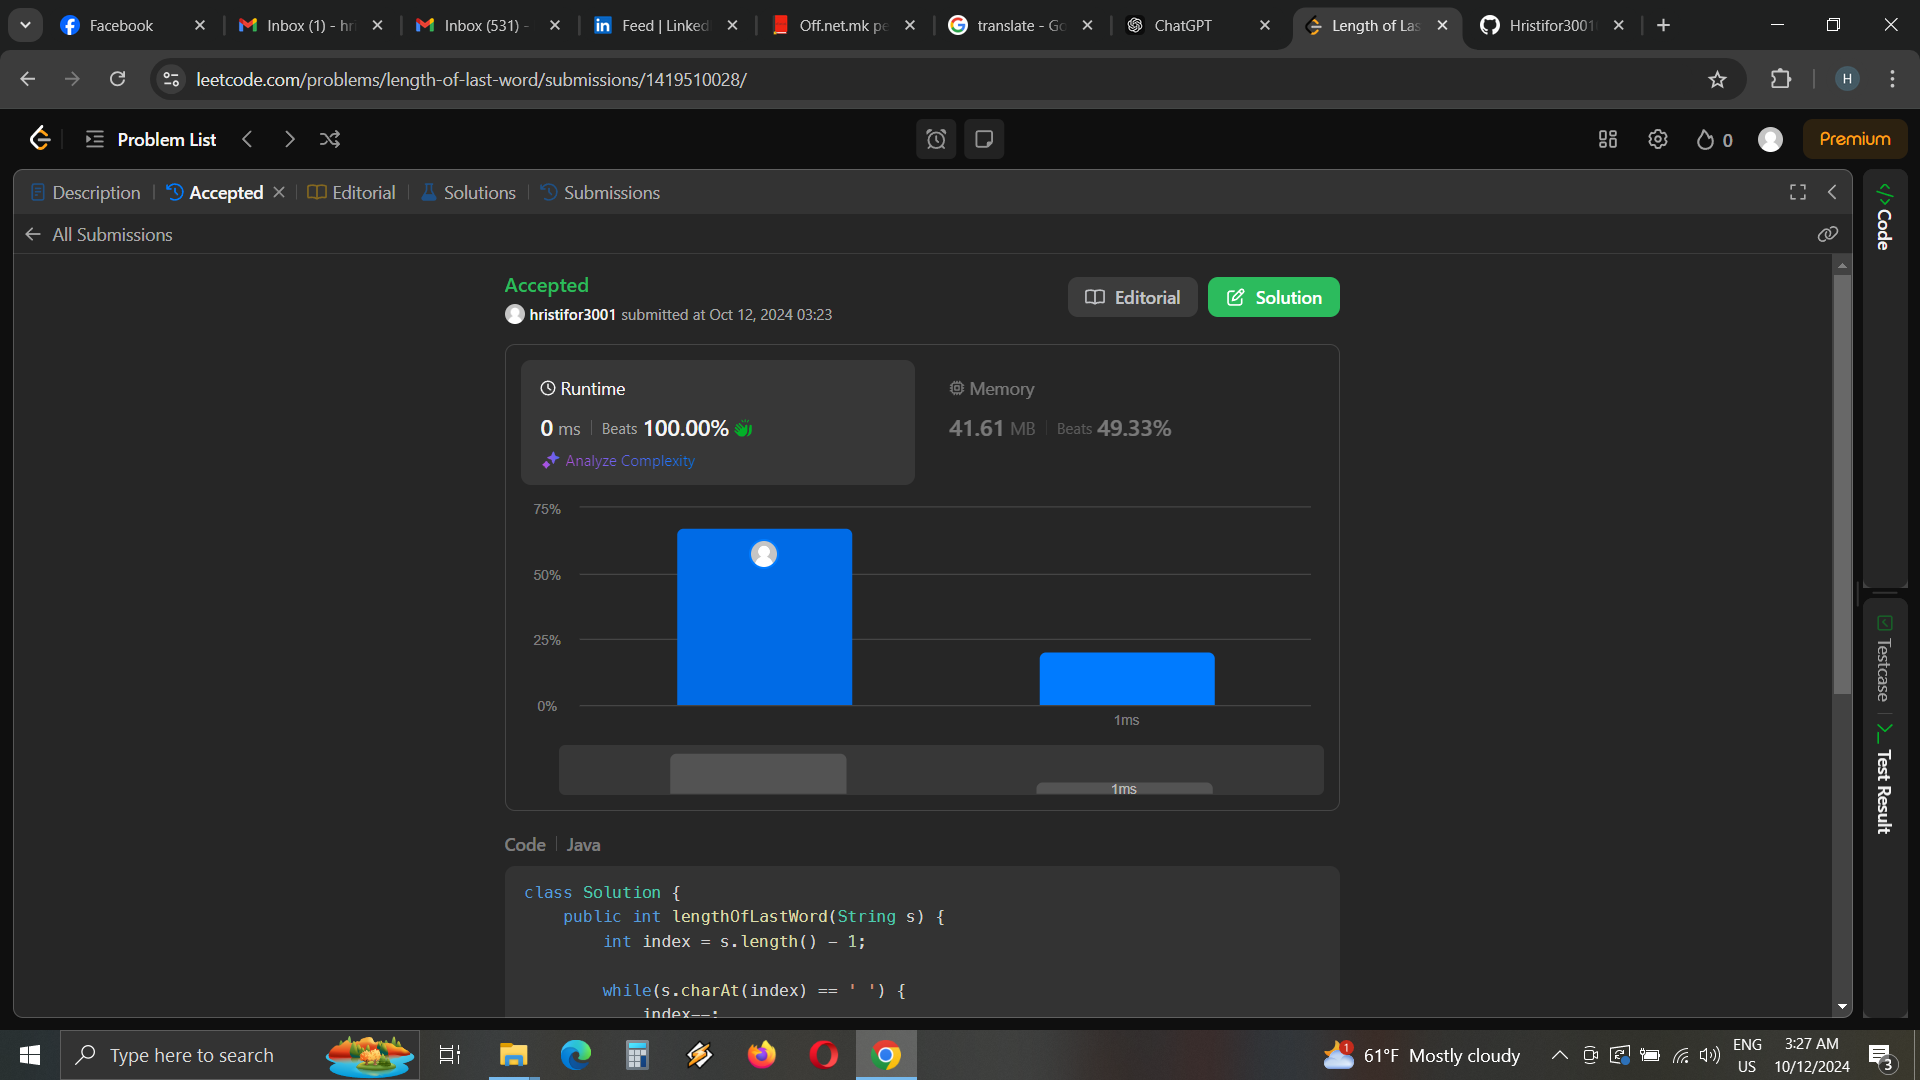 Facebook
Inbox (1) - hri
Inbox (531) -
Feed | LinkedI
Off.net.mk ре
translate - Go
ChatGPT
Length of Las
Hristifor3001
leetcode.com/problems/length-of-last-word/submissions/1419510028/
H
Problem List
0
Premium
Description
Accepted
Editorial
Solutions
Submissions
Code
All Submissions
Accepted
hristifor3001 submitted at Oct 12, 2024 03:23
Editorial
Solution
Runtime
0 ms
Beats 100.00%
Analyze Complexity
Memory
41.61 MB
Beats 49.33%
75%
50%
25%
0%
1ms
1ms
Testcase
Test Result
Code
Java
class Solution {
public int lengthOfLastWord(String s) {
int index = s.length() - 1;
while(s.charAt(index) == ' ') {
index--;
Type here to search
1
61°F Mostly cloudy
ENG
US
3:27 AM
10/12/2024
3